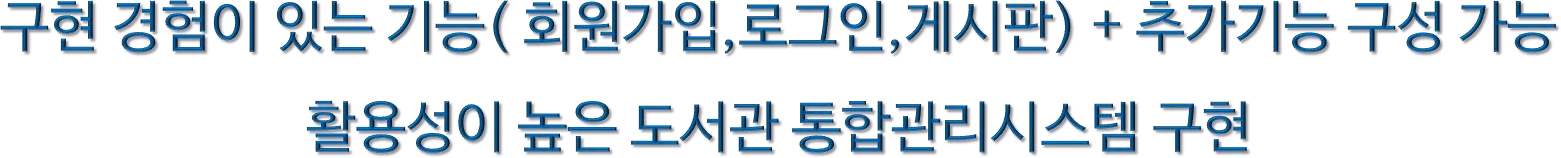 구현 경험이 있는 기능( 회원가입,로그인,게시판) + 추가기능 구성 가능
활용성이 높은 도서관 통합관리시스템 구현